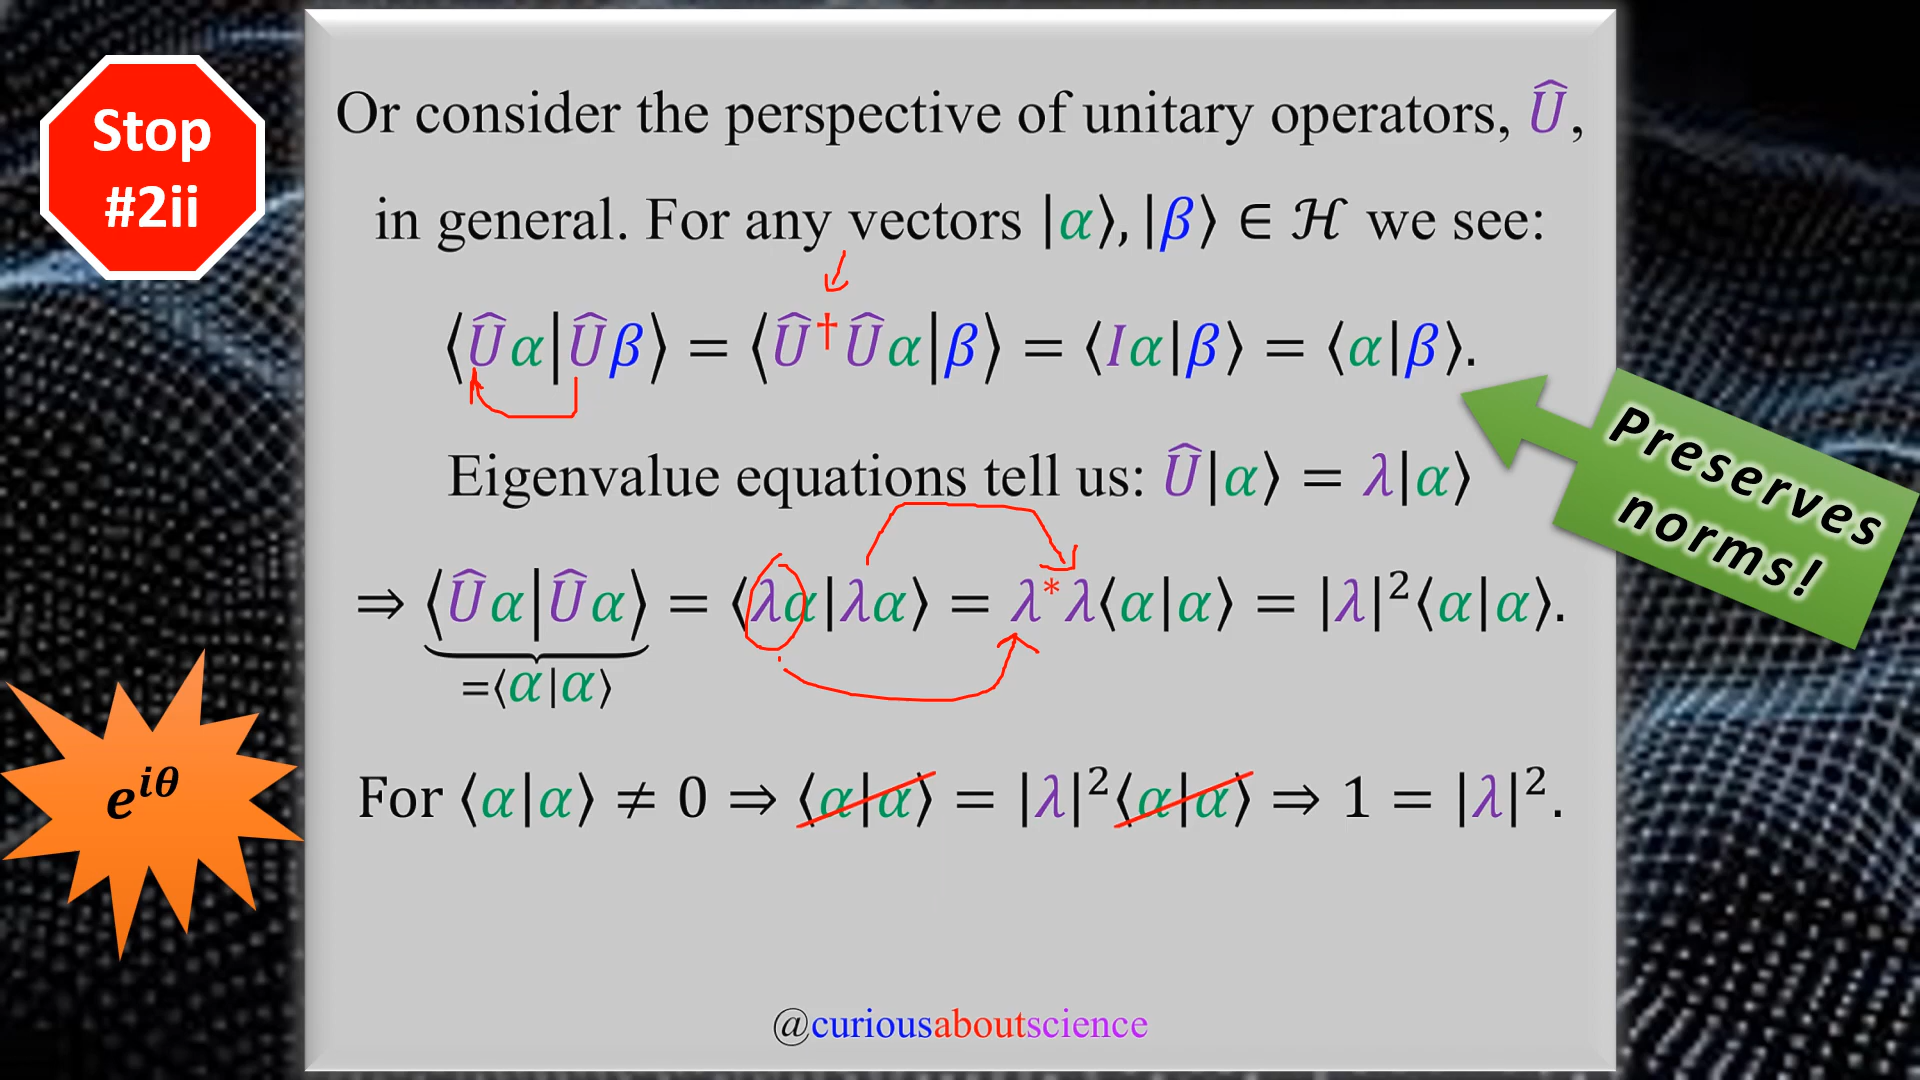 Stop
#2ii
Or consider the perspective of unitary operators, Û,
in general. For any vectors |α⟩, |β⟩ ∈ ℋ we see:
⟨Ûα|Ûβ⟩ = ⟨Û†Ûα|β⟩ = ⟨Iα|β⟩ = ⟨α|β⟩.
Preserves
norms!
Eigenvalue equations tell us: Û|α⟩ = λ|α⟩
⇒ ⟨Ûα|Ûα⟩ = ⟨λα|λα⟩ = λ*λ⟨α|α⟩ = |λ|²⟨α|α⟩.
=⟨α|α⟩
e^{iθ}
For ⟨α|α⟩ ≠ 0 ⇒ ⟨α|α⟩ = |λ|²⟨α|α⟩ ⇒ 1 = |λ|².
@curiousaboutscience